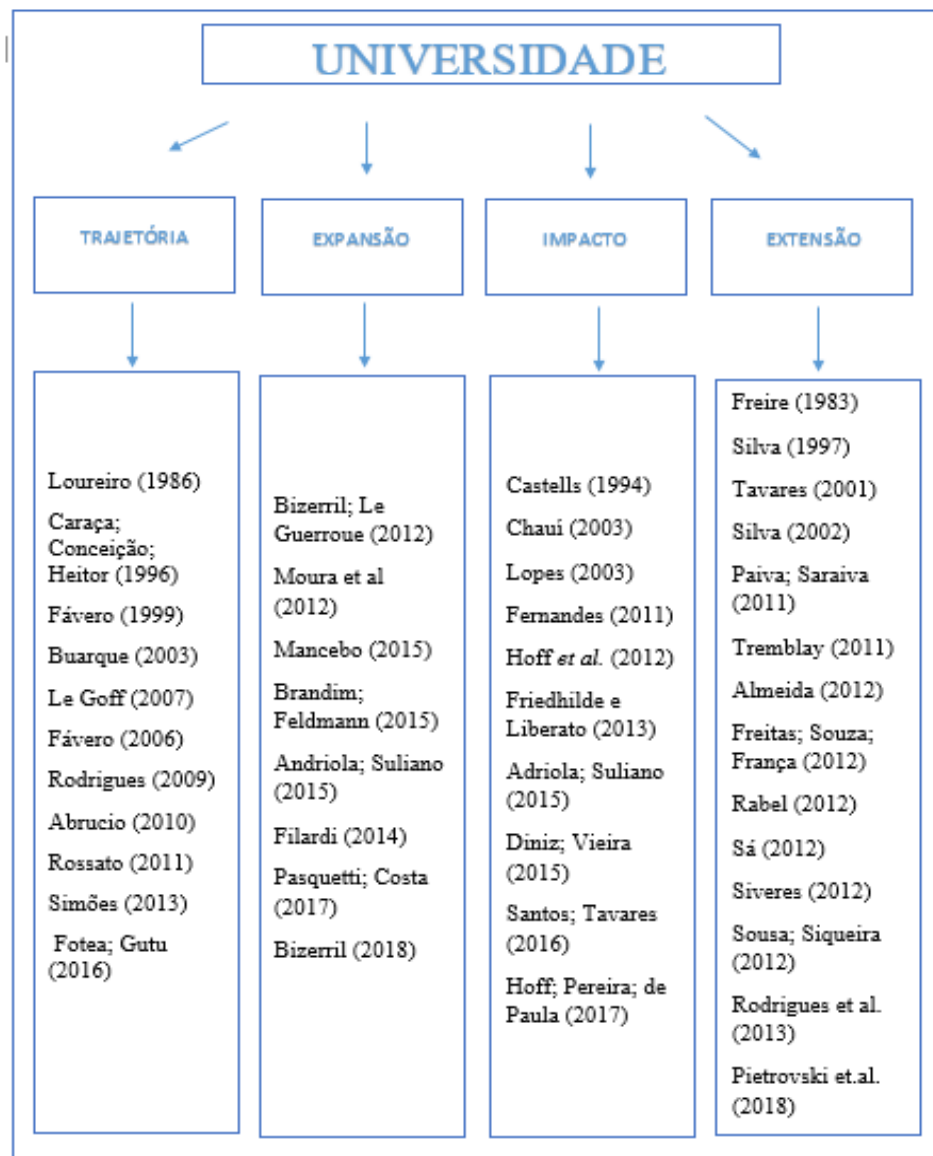 UNIVERSIDADE
TRAJETÓRIA
EXPANSÃO
IMPACTO
EXTENSÃO
Loureiro (1986)
Caraça;
Conceição;
Heitor (1996)
Fávero (1999)
Buarque (2003)
Le Goff (2007)
Fávero (2006)
Rodrigues (2009)
Abrucio (2010)
Rossato (2011)
Simões (2013)
Fotea; Gutu
(2016)
Bizerril; Le
Guerroue (2012)
Moura et al
(2012)
Mancebo (2015)
Brandim;
Feldmann (2015)
Andriola; Suliano
(2015)
Filardi (2014)
Pasquetti; Costa
(2017)
Bizerril (2018)
Castells (1994)
Chauí (2003)
Lopes (2003)
Fernandes (2011)
Hoff et al. (2012)
Friedhilde e
Liberato (2013)
Adriola; Suliano
(2015)
Diniz; Vieira
(2015)
Santos; Tavares
(2016)
Hoff; Pereira; de
Paula (2017)
Freire (1983)
Silva (1997)
Tavares (2001)
Silva (2002)
Paiva; Saraiva
(2011)
Tremblay (2011)
Almeida (2012)
Freitas; Souza;
França (2012)
Rabel (2012)
Sá (2012)
Siveres (2012)
Sousa; Siqueira
(2012)
Rodrigues et al.
(2013)
Pietrovski et.al.
(2018)